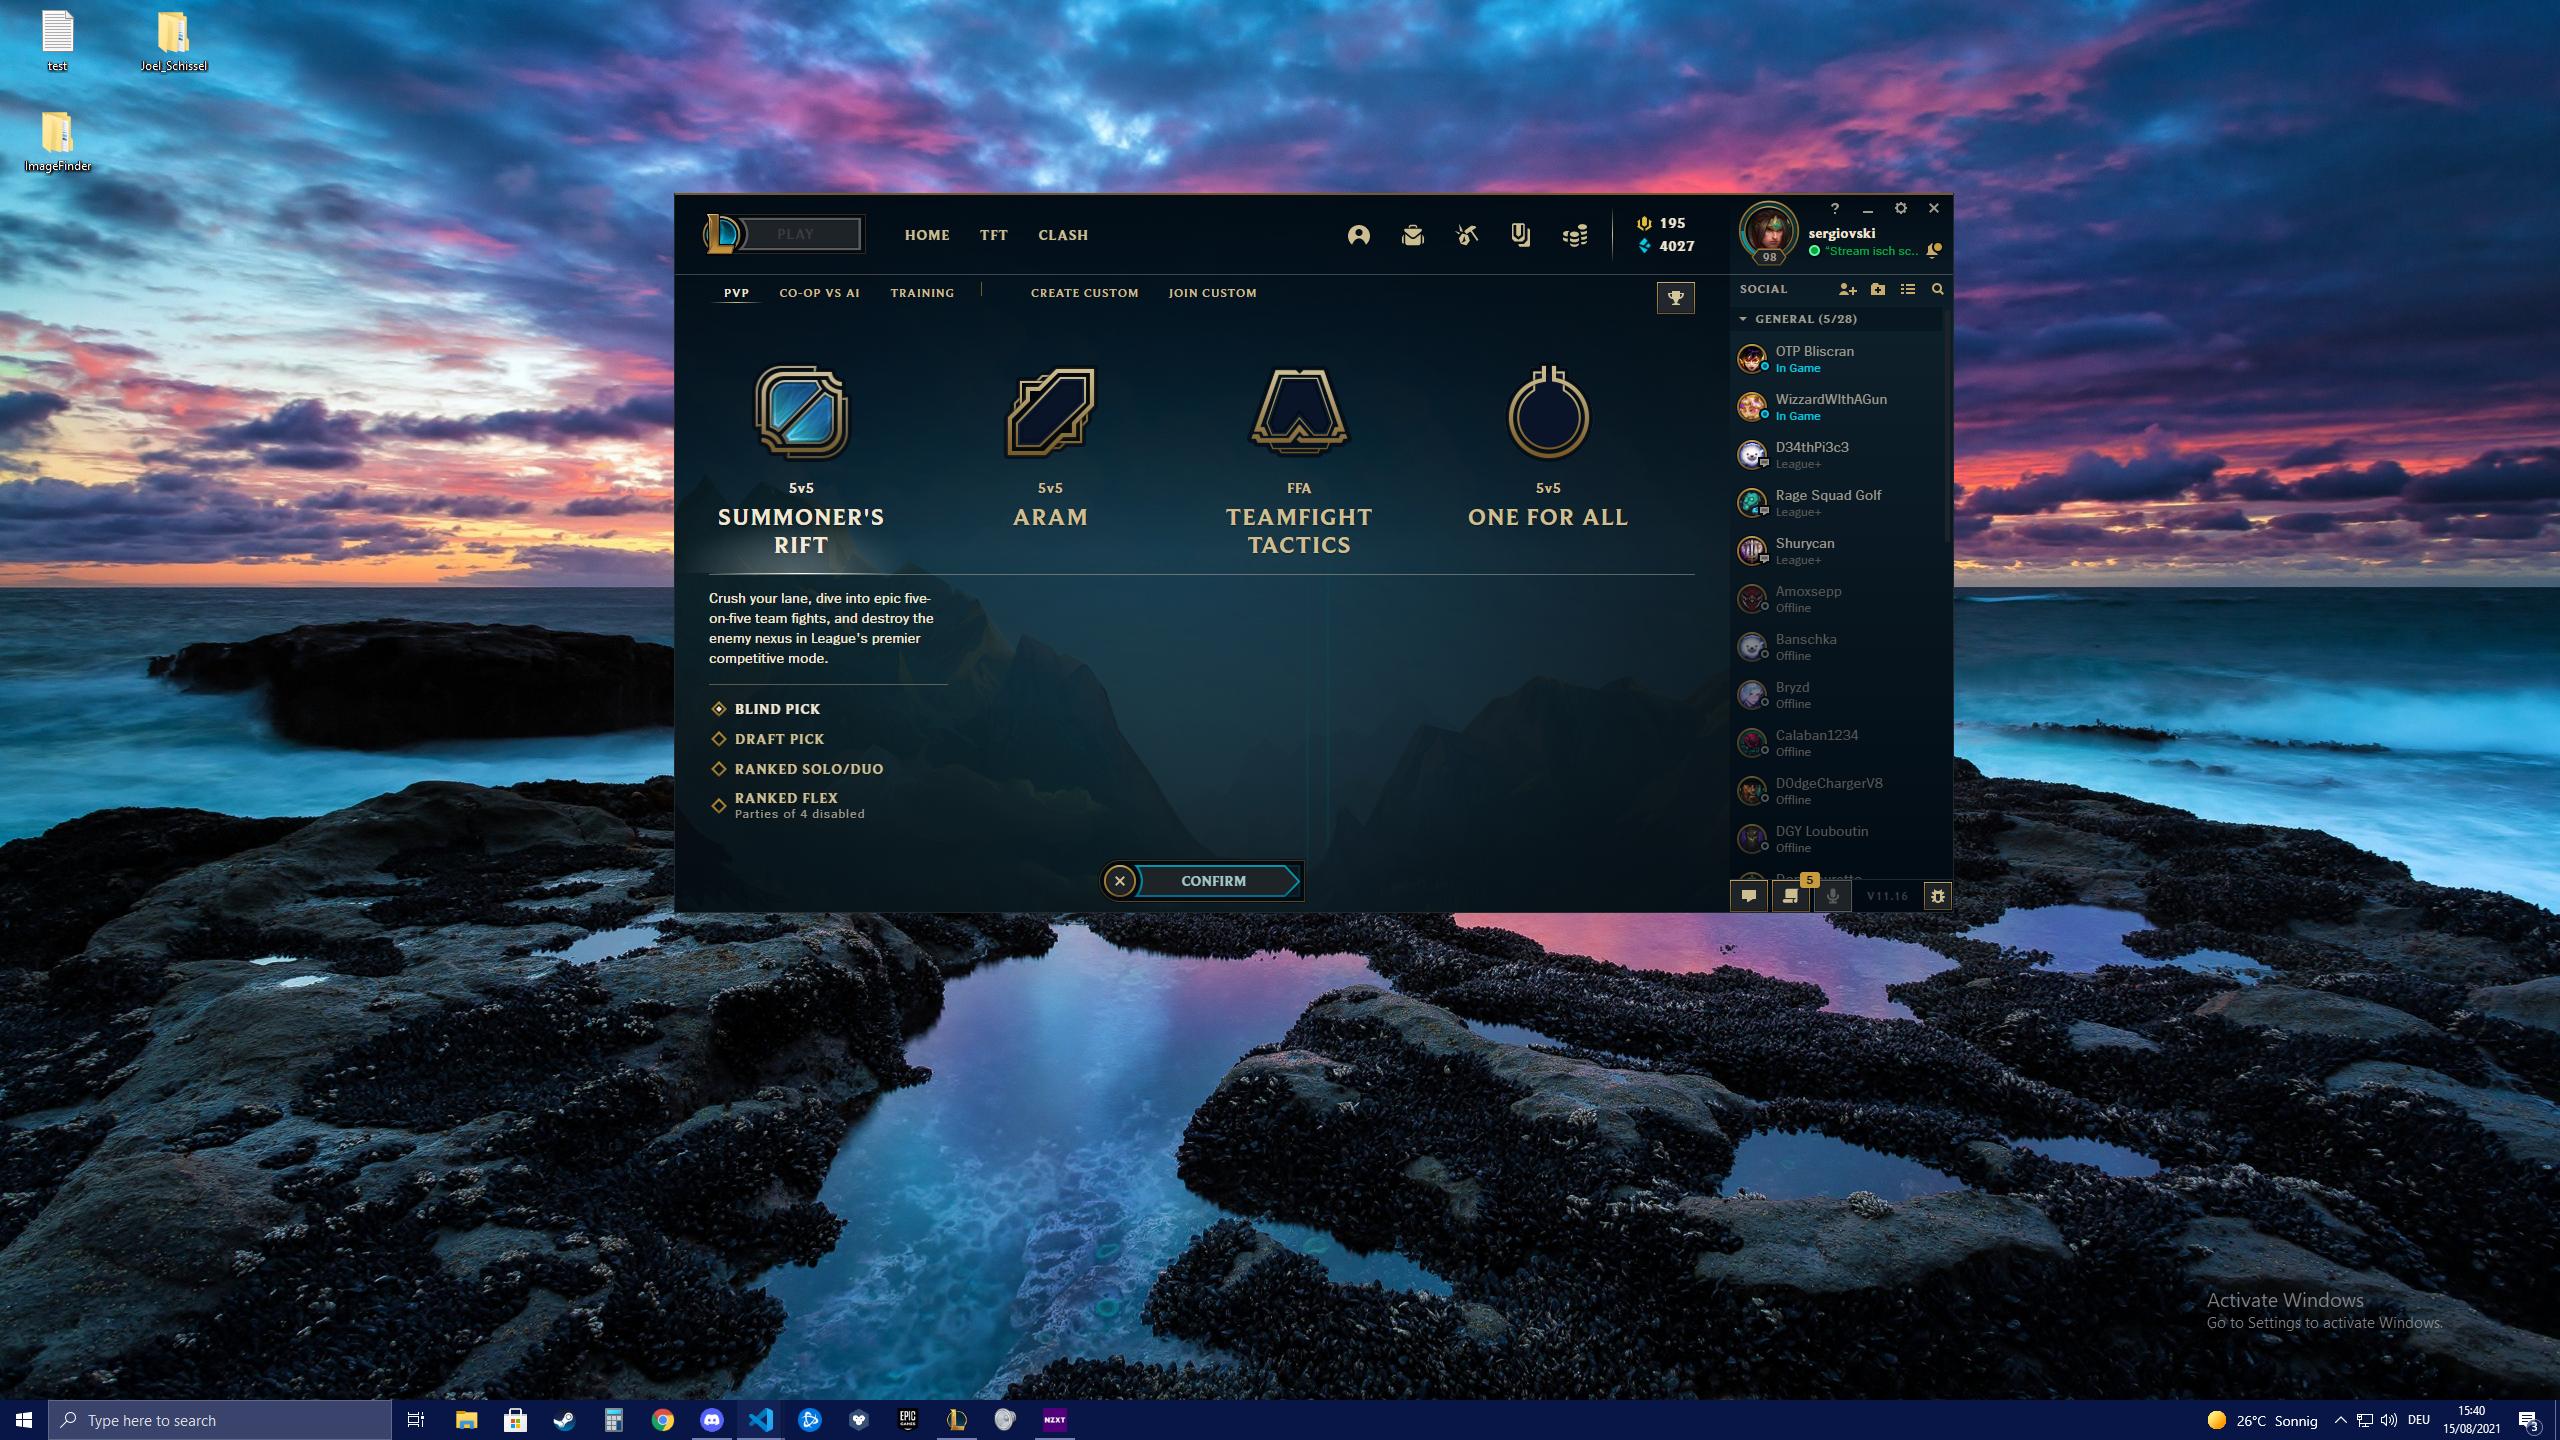 test
Joel_Schissel
ImageFinder
PLAY
HOME
TFT
CLASH
195
4027
98
sergiovski
"Stream isch sc..
PVP
CO-OP VS AI
TRAINING
CREATE CUSTOM
JOIN CUSTOM
5v5
SUMMONER'S
RIFT
5v5
ARAM
FFA
TEAMFIGHT
TACTICS
5v5
ONE FOR ALL
Crush your lane, dive into epic five-
on-five team fights, and destroy the
enemy nexus in League's premier
competitive mode.
BLIND PICK
DRAFT PICK
RANKED SOLO/DUO
RANKED FLEX
Parties of 4 disabled
CONFIRM
SOCIAL
GENERAL (5/28)
OTP Bliscran
In Game
WizzardWIthAGun
In Game
D34thPi3c3
League+
Rage Squad Golf
League+
Shurycan
League+
Amoxsepp
Offline
Banschka
Offline
Bryzd
Offline
Calaban1234
Offline
D0dgeChargerV8
Offline
DGY Louboutin
Offline
5
V11.16
Activate Windows
Go to Settings to activate Windows.
Type here to search
EPIC
GAMES
NZXT
26°C Sonnig
DEU
15:40
15/08/2021
3